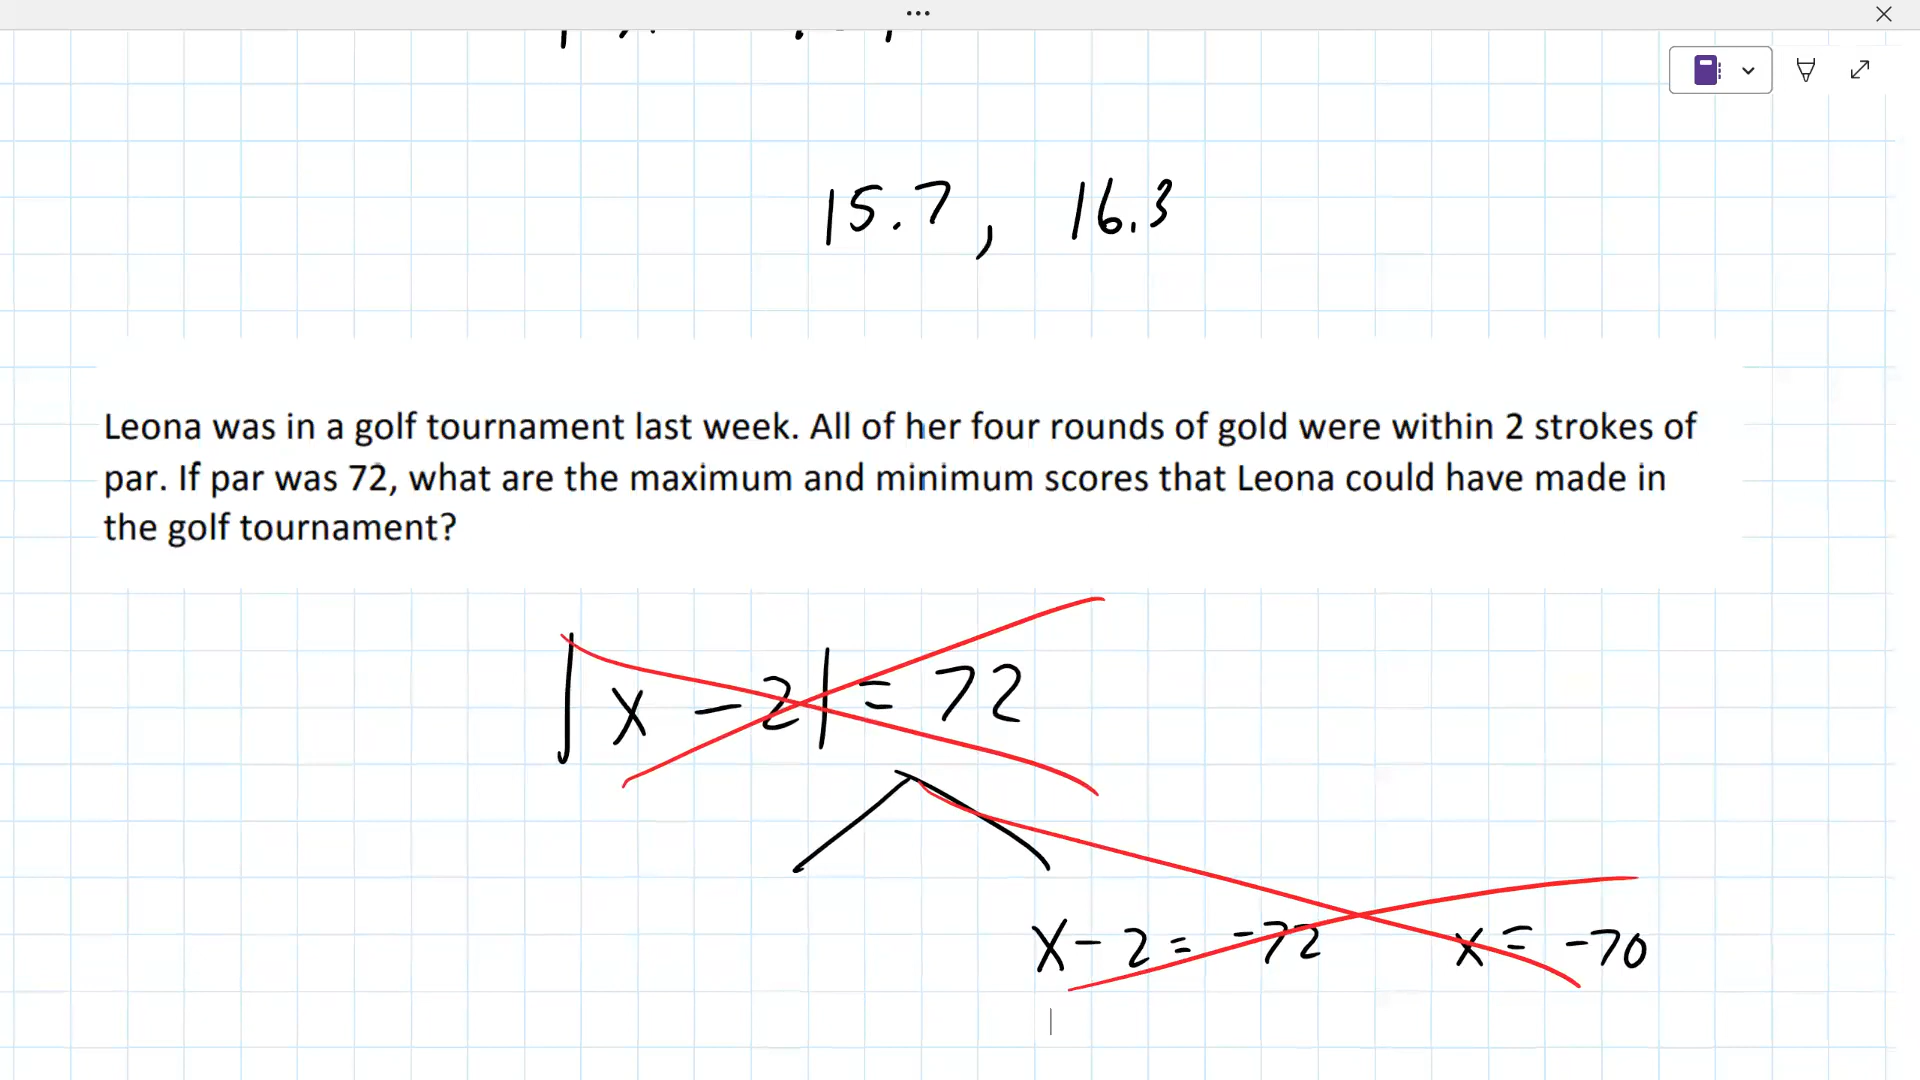 15.7, 16.3
Leona was in a golf tournament last week. All of her four rounds of gold were within 2 strokes of
par. If par was 72, what are the maximum and minimum scores that Leona could have made in
the golf tournament?
|x - 2| = 72
x - 2 = -72 x = -70